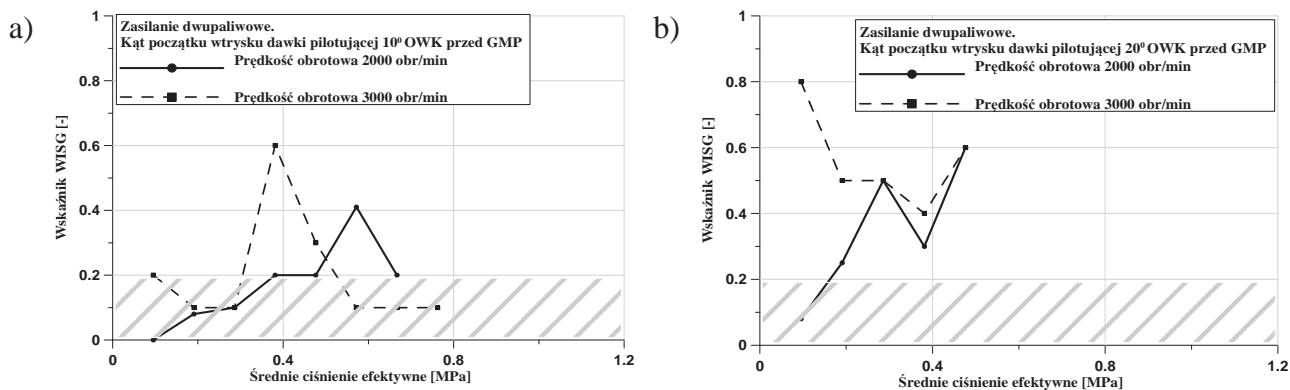 a)
Zasilanie dwupaliwowe.
Kąt początku wtrysku dawki pilotującej 10⁰ OWK przed GMP
Prędkość obrotowa 2000 obr/min
Prędkość obrotowa 3000 obr/min
Wskaźnik WISG [-]
1
0.8
0.6
0.4
0.2
0
0 0.4 0.8 1.2
Średnie ciśnienie efektywne [MPa]
b)
Zasilanie dwupaliwowe.
Kąt początku wtrysku dawki pilotującej 20⁰ OWK przed GMP
Prędkość obrotowa 2000 obr/min
Prędkość obrotowa 3000 obr/min
Wskaźnik WISG [-]
1
0.8
0.6
0.4
0.2
0
0 0.4 0.8 1.2
Średnie ciśnienie efektywne [MPa]